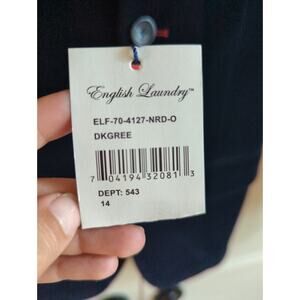 English Laundry™
ELF-70-4127-NRD-O
DKGREE
7 04194 32081 3
DEPT: 543
14